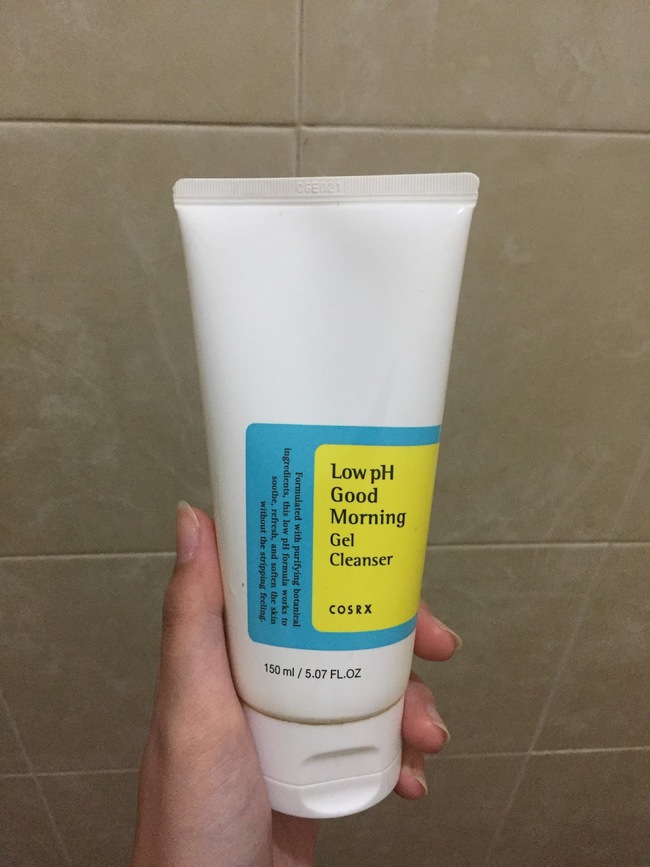 Low pH
Good
Morning
Gel
Cleanser
COSRX
Formulated with purifying botanical
ingredients, this low pH formula works to
soothe, refresh, and soften the skin
without the stripping feeling.
150 ml / 5.07 FL.OZ